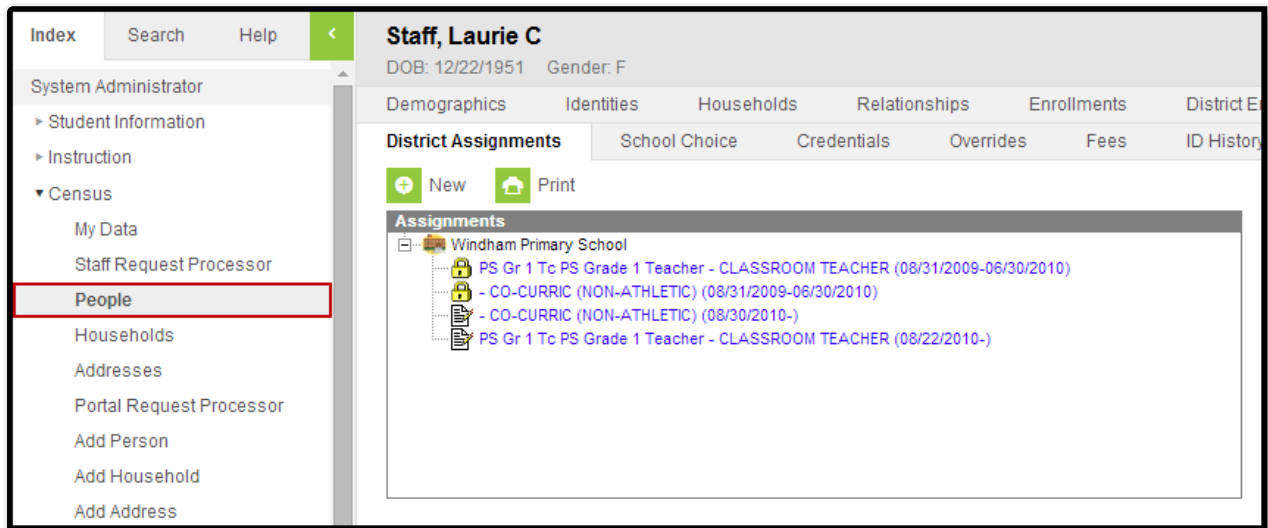 Index Search Help
System Administrator
Student Information
Instruction
Census
My Data
Staff Request Processor
People
Households
Addresses
Portal Request Processor
Add Person
Add Household
Add Address
Staff, Laurie C
DOB: 12/22/1951 Gender: F
Demographics Identities Households Relationships Enrollments District E
District Assignments School Choice Credentials Overrides Fees ID History
New Print
Assignments
Windham Primary School
PS Gr 1 Tc PS Grade 1 Teacher - CLASSROOM TEACHER (08/31/2009-06/30/2010)
- CO-CURRIC (NON-ATHLETIC) (08/31/2009-06/30/2010)
- CO-CURRIC (NON-ATHLETIC) (08/30/2010-)
PS Gr 1 Tc PS Grade 1 Teacher - CLASSROOM TEACHER (08/22/2010-)